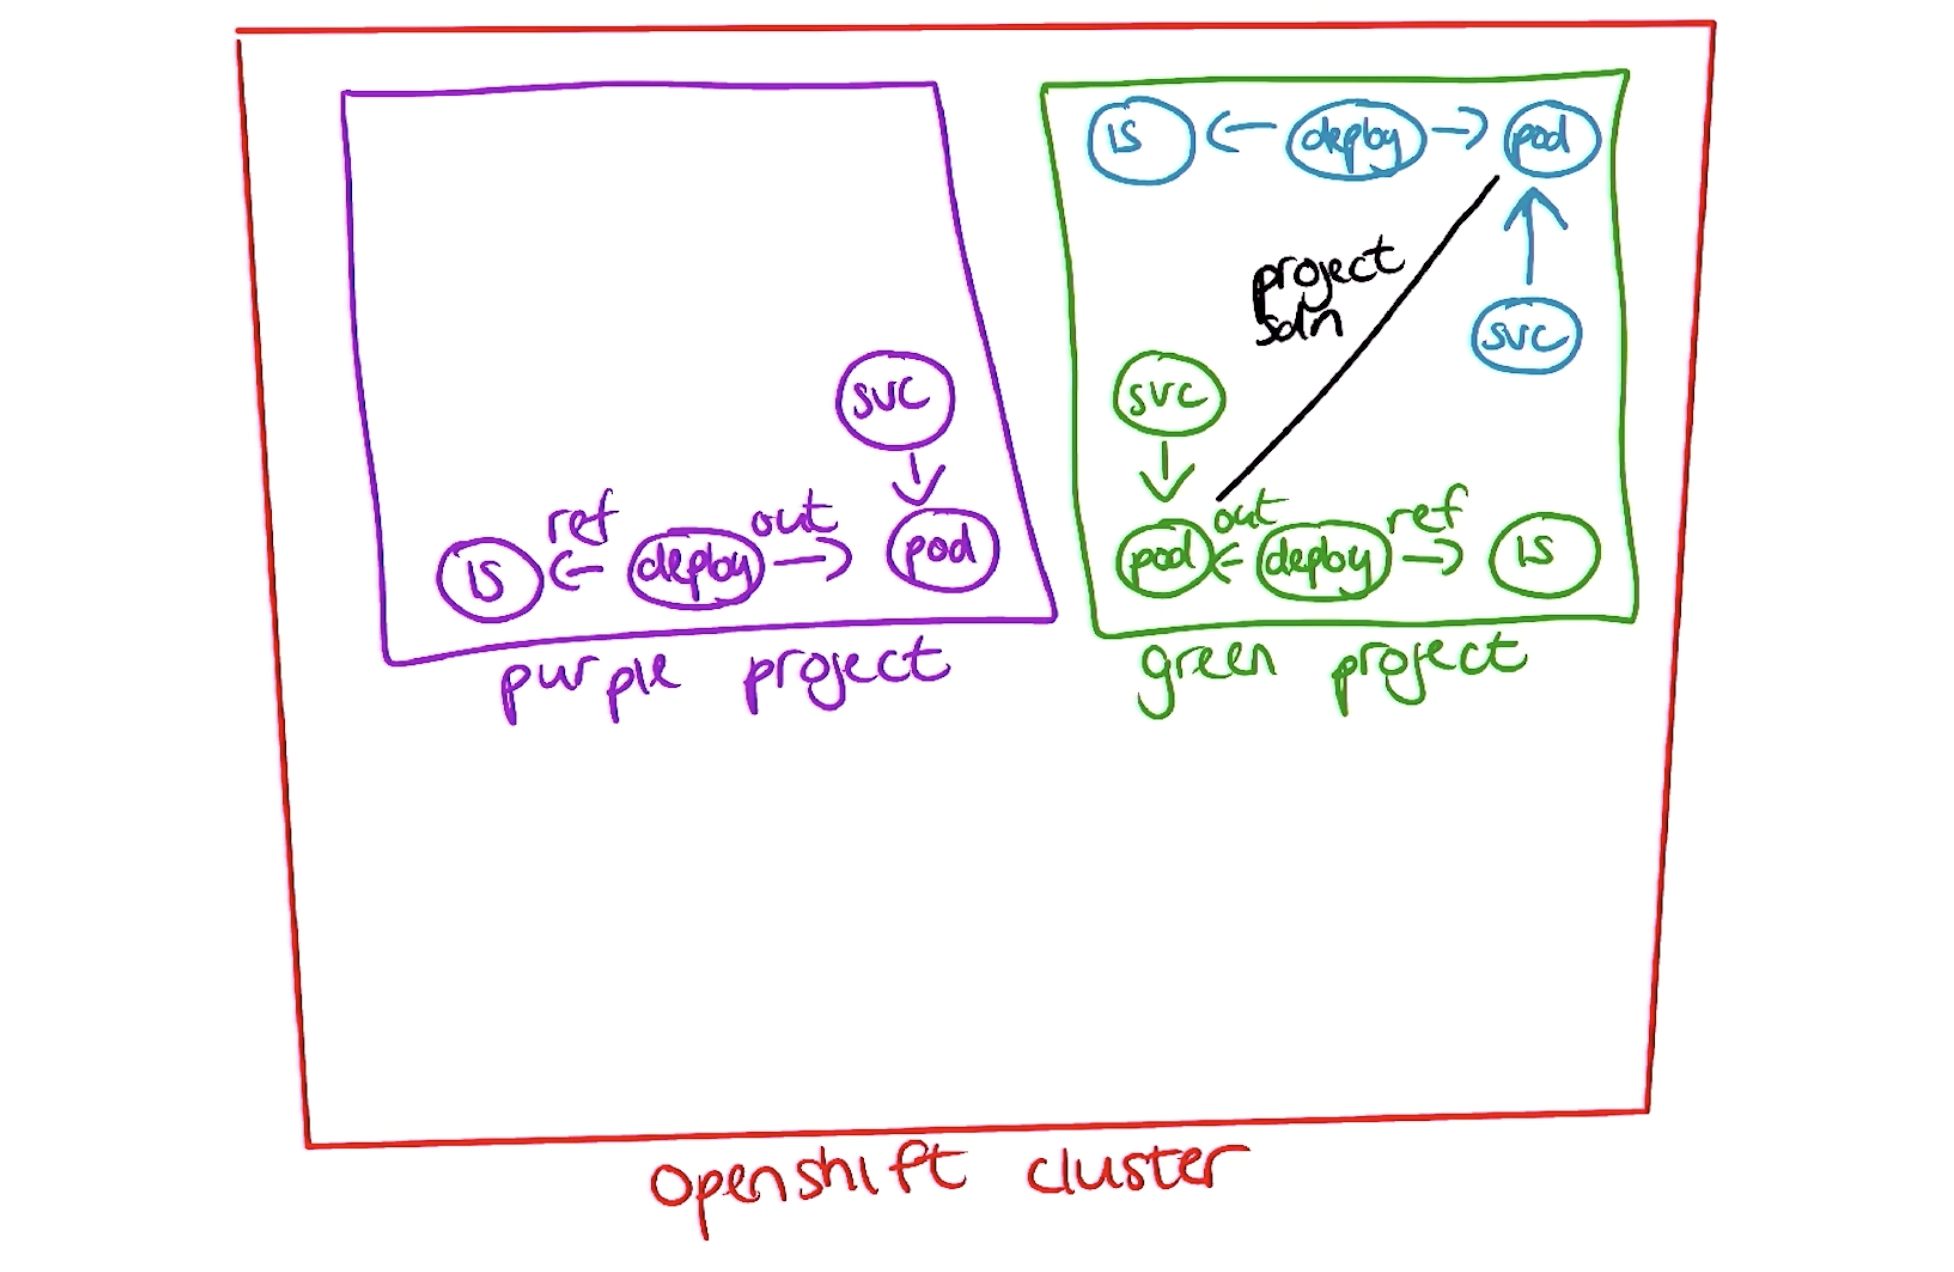 IS deploy pod
project
sdn
svc
svc
svc
ref out
IS deploy pod
out ref
pod deploy IS
purple project
green project
Openshift cluster